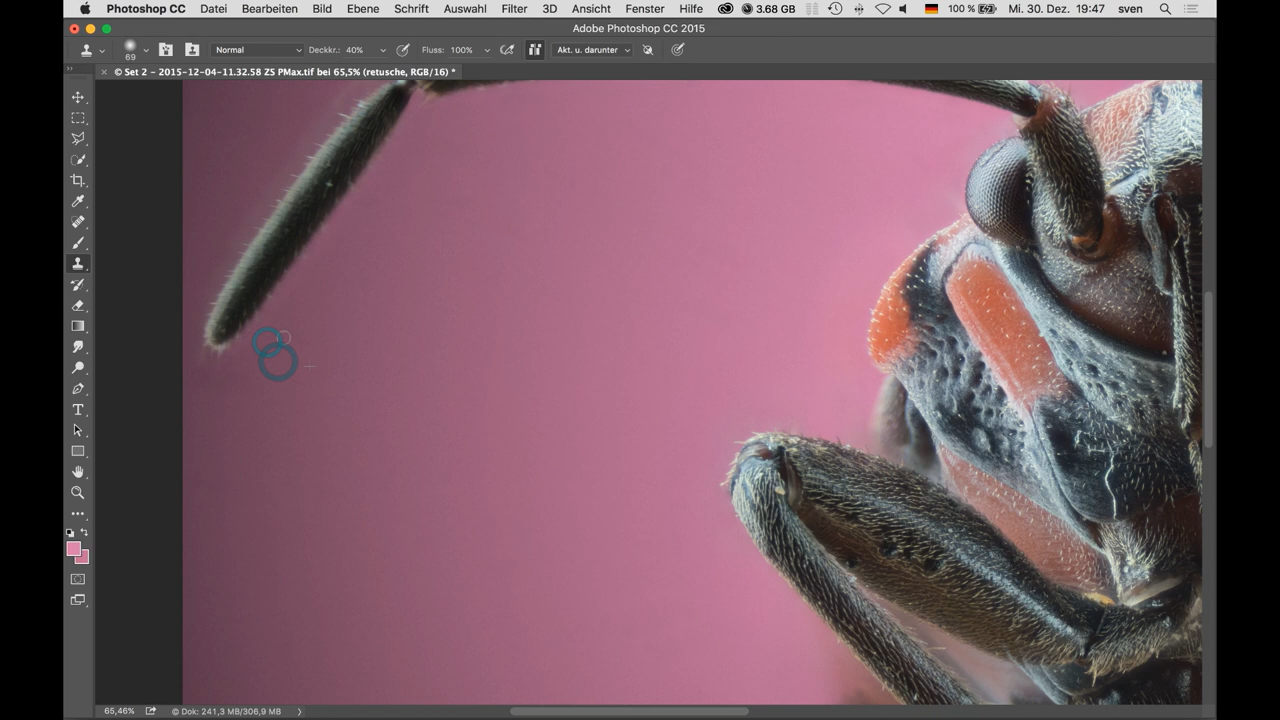 Photoshop CC Datei Bearbeiten Bild Ebene Schrift Auswahl Filter 3D Ansicht Fenster Hilfe 3.68 GB 100 % Mi. 30. Dez. 19:47 sven
Adobe Photoshop CC 2015
69 Normal Deckkr.: 40% Fluss: 100% Akt. u. darunter
© Set 2 - 2015-12-04-11.32.58 ZS PMax.tif bei 65,5% (retusche, RGB/16) *
65,46% © Dok: 241,3 MB/306,9 MB